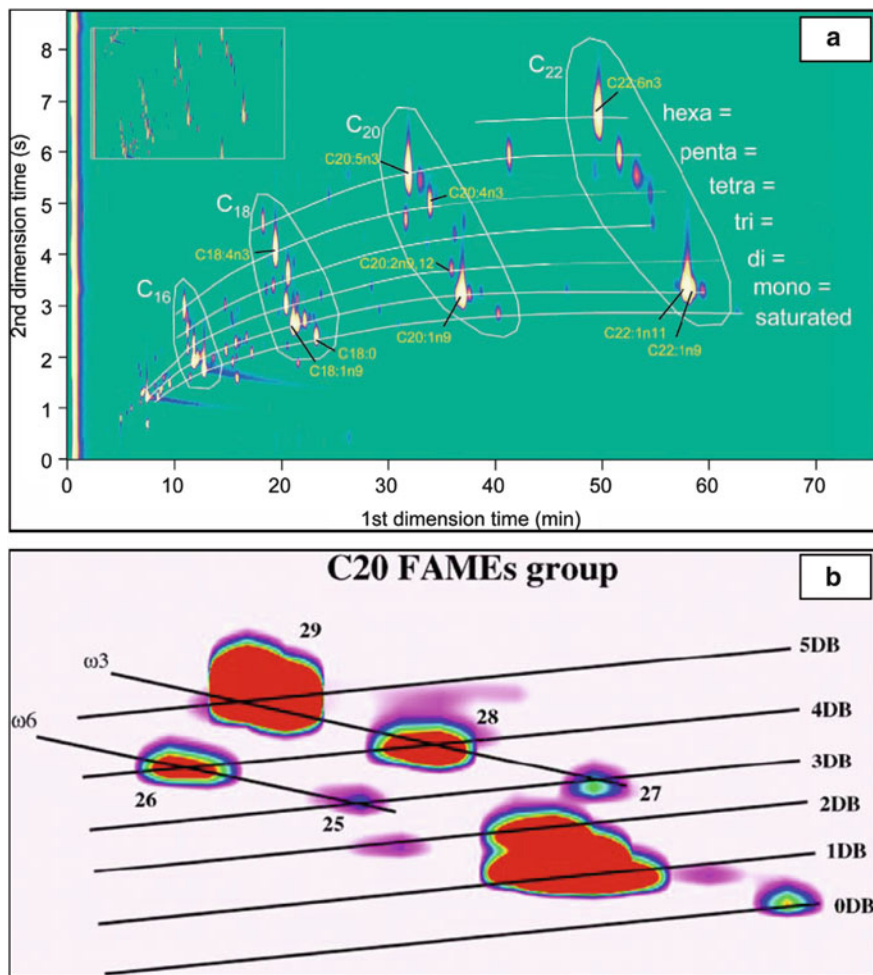 a
8
7
6
5
4
3
2
1
0
2nd dimension time (s)
C16
C18
C20
C22
C22:6n3
hexa =
C20:5n3
penta =
C20:4n3
tetra =
C18:4n3
tri =
C20:2n9,12
di =
mono =
saturated
C18:0
C18:1n9
C20:1n9
C22:1n11
C22:1n9
0 10 20 30 40 50 60 70
1st dimension time (min)
b
C20 FAMEs group
29
ω3
5DB
ω6
28
4DB
3DB
26
25
27
2DB
1DB
0DB